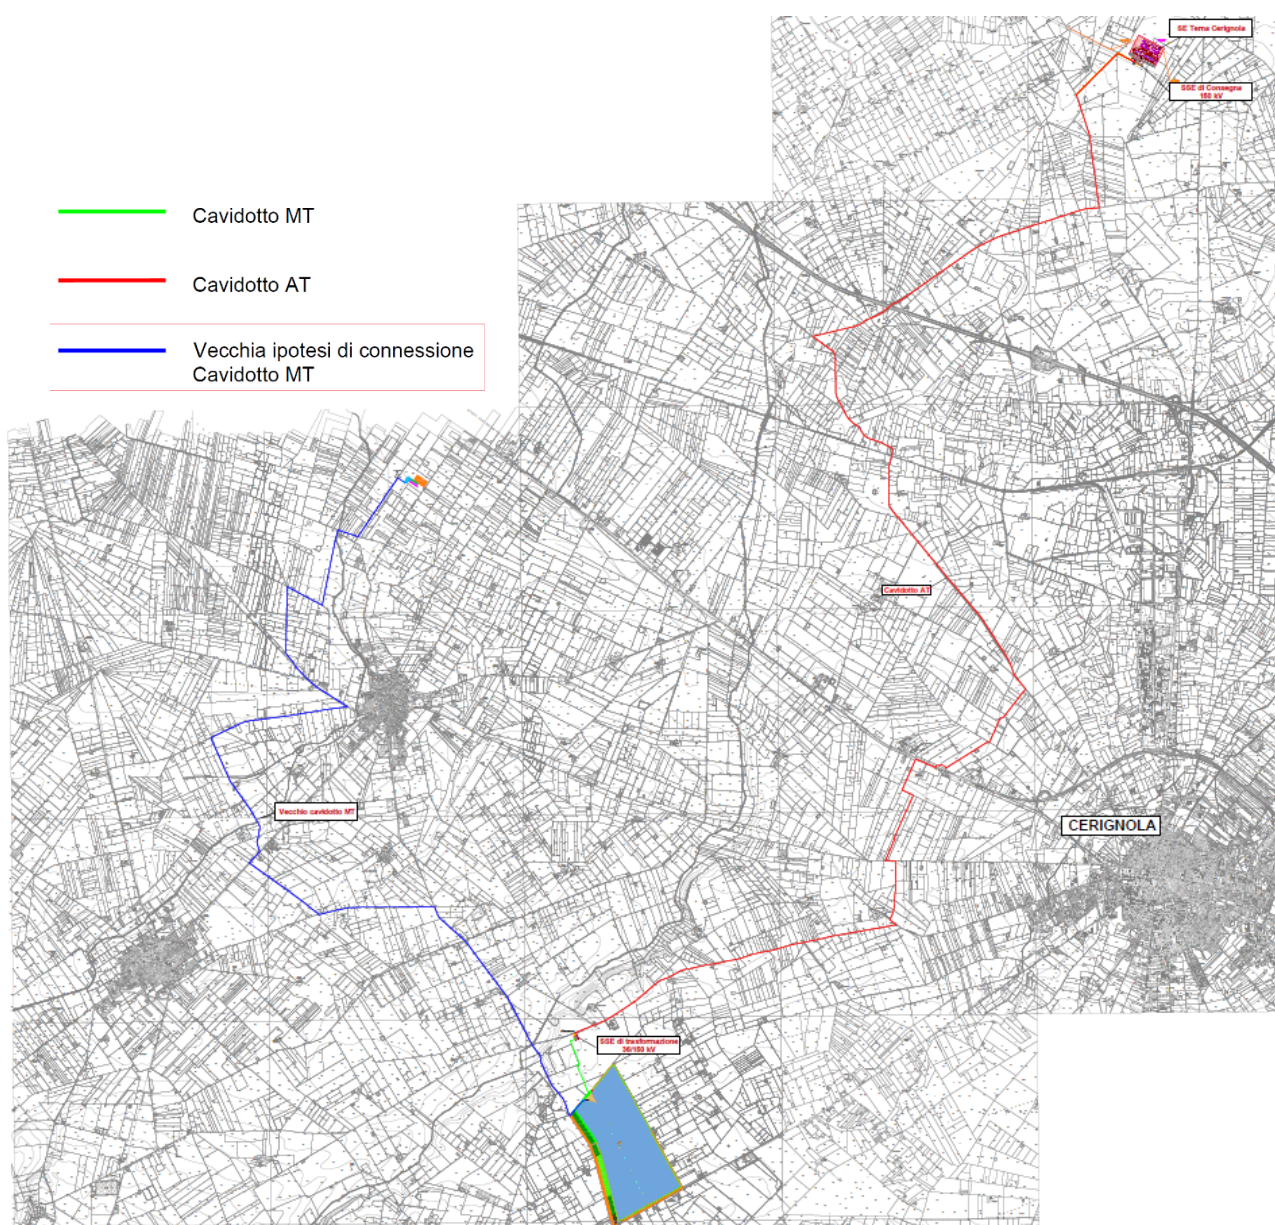 SE Terna Cerignola
SSE di Consegna
150 kV
Cavidotto MT
Cavidotto AT
Vecchia ipotesi di connessione
Cavidotto MT
Cavidotto AT
Vecchio cavidotto MT
CERIGNOLA
SSE di trasformazione
36/150 kV